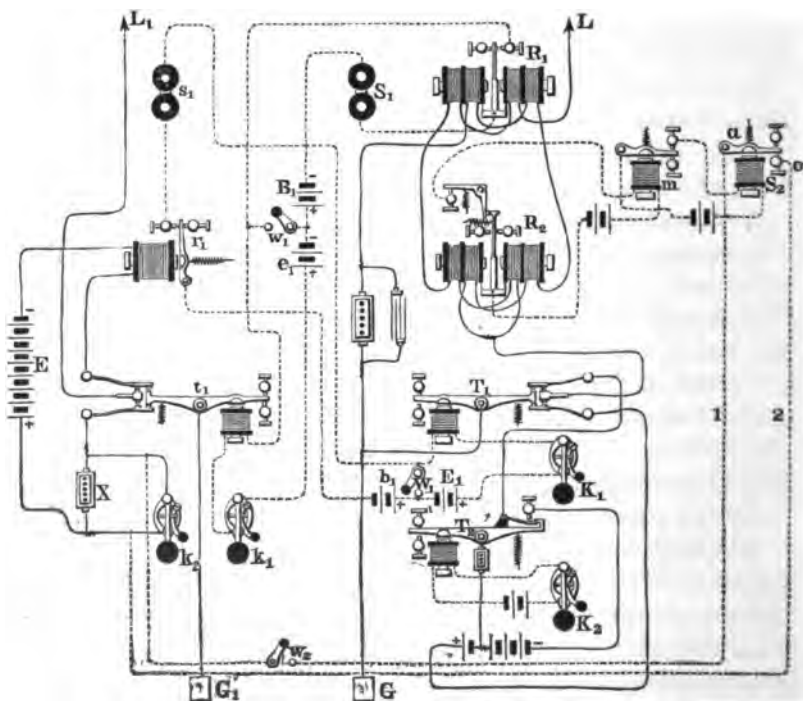 L₁
L
R₁
s₁
S₁
a
m
S₂
o
B₁
w₁
r₁
R₂
e₁
E
t₁
T₁
1
2
X
b₁
W₁
E₁
K₁
T
k₂
k₁
K₂
w₂
G₁
G